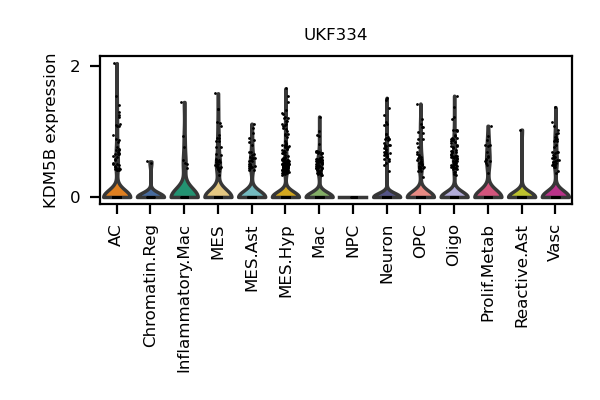 UKF334
KDM5B expression
2
0
AC
Chromatin.Reg
Inflammatory.Mac
MES
MES.Ast
MES.Hyp
Mac
NPC
Neuron
OPC
Oligo
Prolif.Metab
Reactive.Ast
Vasc